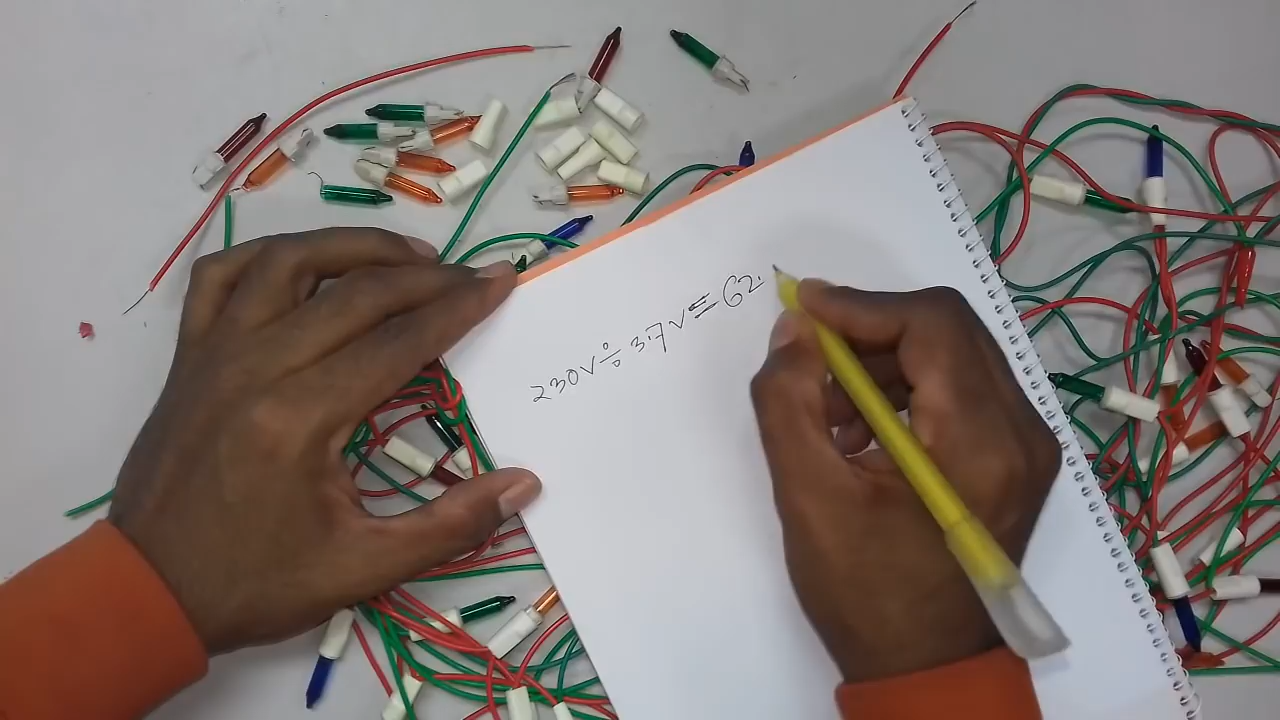 230V ÷ 3.7V = 62.